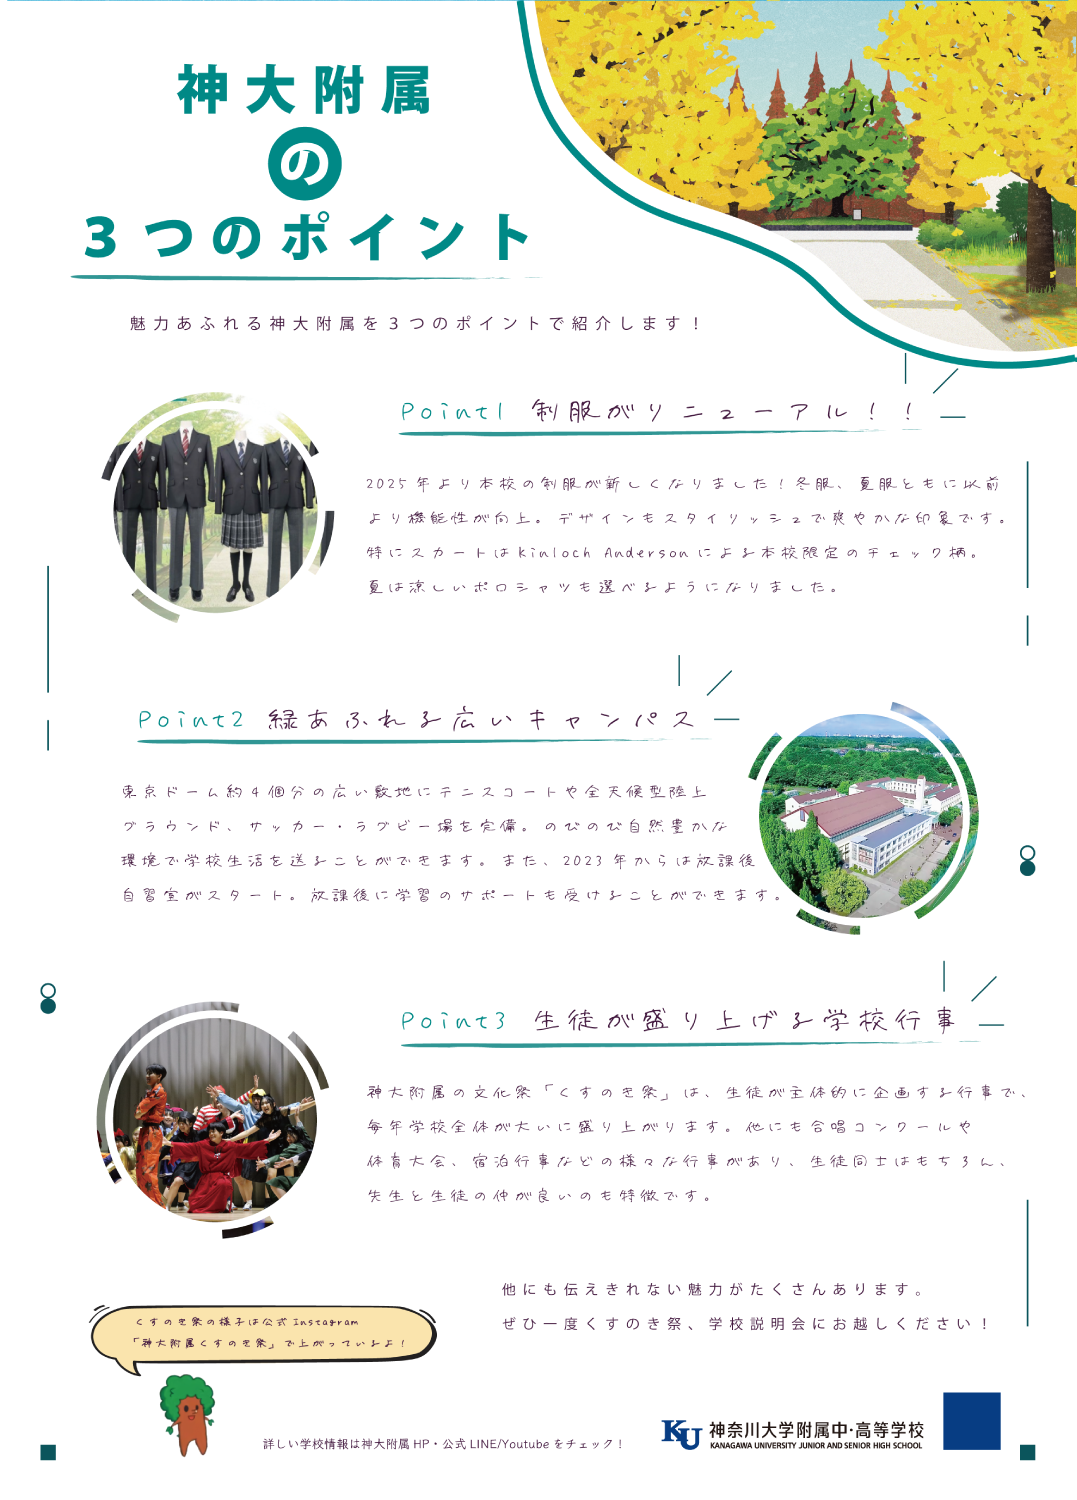 神大附属
の
3つのポイント
魅力あふれる神大附属を3つのポイントで紹介します！
Point1 制服がリニューアル！！
2025年より本校の制服が新しくなりました！冬服、夏服ともに以前
より機能性が向上。デザインもスタイリッシュで爽やかな印象です。
特にスカートはKinloch Andersonによる本校限定のチェック柄。
夏は涼しいポロシャツも選べるようになりました。
Point2 緑あふれる広いキャンパス
東京ドーム約4個分の広い敷地にテニスコートや全天候型陸上
グラウンド、サッカー・ラグビー場を完備。のびのび自然豊かな
環境で学校生活を送ることができます。また、2023年からは放課後
自習室がスタート。放課後に学習のサポートも受けることができます。
Point3 生徒が盛り上げる学校行事
神大附属の文化祭「くすのき祭」は、生徒が主体的に企画する行事で、
毎年学校全体が大いに盛り上がります。他にも合唱コンクールや
体育大会、宿泊行事などの様々な行事があり、生徒同士はもちろん、
先生と生徒の仲が良いのも特徴です。
他にも伝えきれない魅力がたくさんあります。
ぜひ一度くすのき祭、学校説明会にお越しください！
くすのき祭の様子は公式Instagram
「神大附属くすのき祭」で上がっているよ！
詳しい学校情報は神大附属HP・公式LINE/Youtubeをチェック！
KU 神奈川大学附属中・高等学校
KANAGAWA UNIVERSITY JUNIOR AND SENIOR HIGH SCHOOL